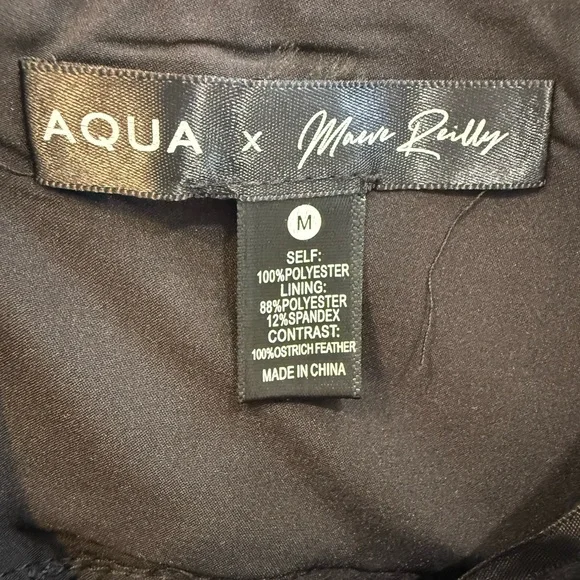 AQUA x Maeve Reilly
M
SELF:
100%POLYESTER
LINING:
88%POLYESTER
12%SPANDEX
CONTRAST:
100%OSTRICH FEATHER
MADE IN CHINA